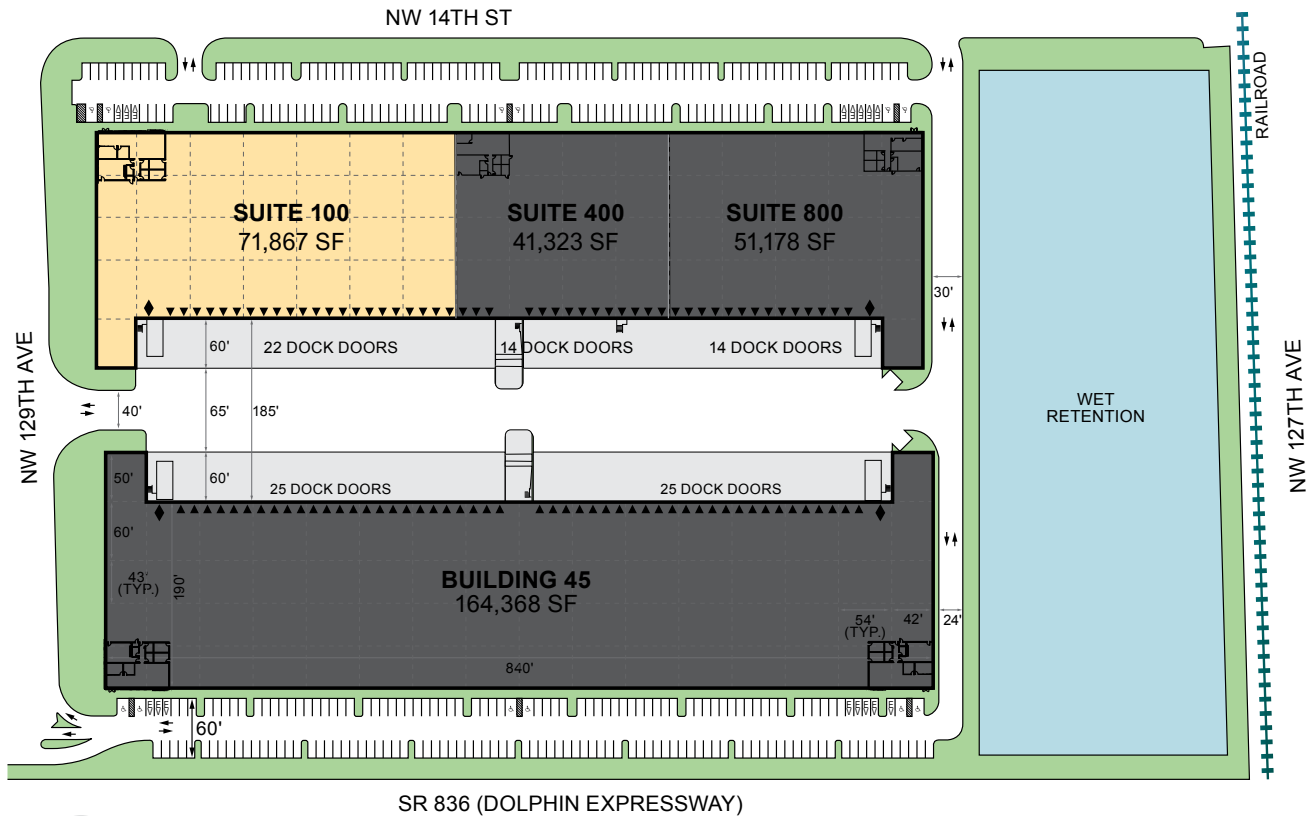 NW 14TH ST
RAILROAD
SUITE 100
71,867 SF
SUITE 400
41,323 SF
SUITE 800
51,178 SF
30'
60'
22 DOCK DOORS
14 DOCK DOORS
14 DOCK DOORS
NW 129TH AVE
40'
65'
185'
WET
RETENTION
NW 127TH AVE
50'
60'
25 DOCK DOORS
25 DOCK DOORS
60'
43'
(TYP.)
190'
BUILDING 45
164,368 SF
54'
(TYP.)
42'
24'
840'
E E E
E E E E E
60'
SR 836 (DOLPHIN EXPRESSWAY)